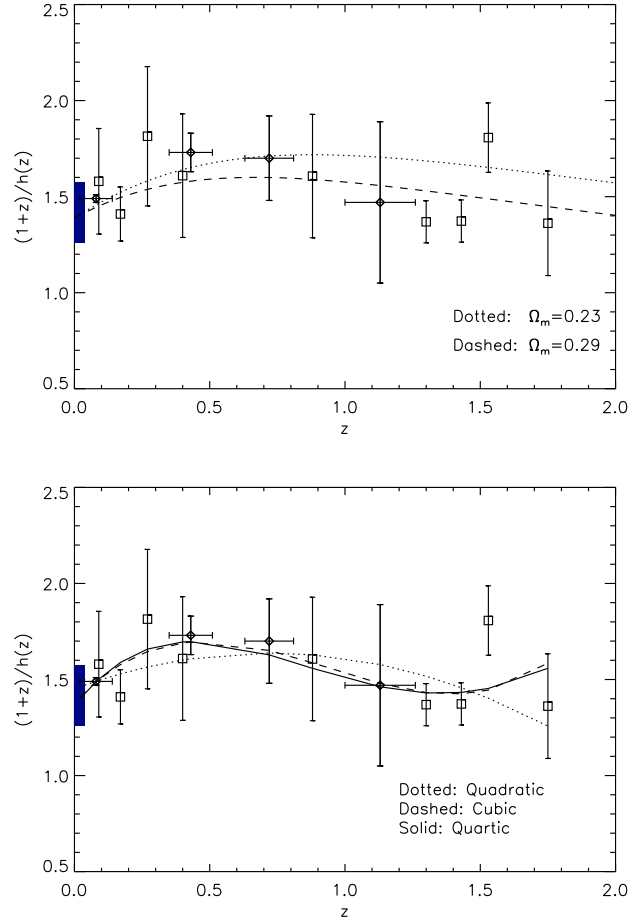 2.5
2.0
1.5
1.0
0.5
(1+z)/h(z)
Dotted: Ωm=0.23
Dashed: Ωm=0.29
0.0 0.5 1.0 1.5 2.0
z
2.5
2.0
1.5
1.0
0.5
(1+z)/h(z)
Dotted: Quadratic
Dashed: Cubic
Solid: Quartic
0.0 0.5 1.0 1.5 2.0
z